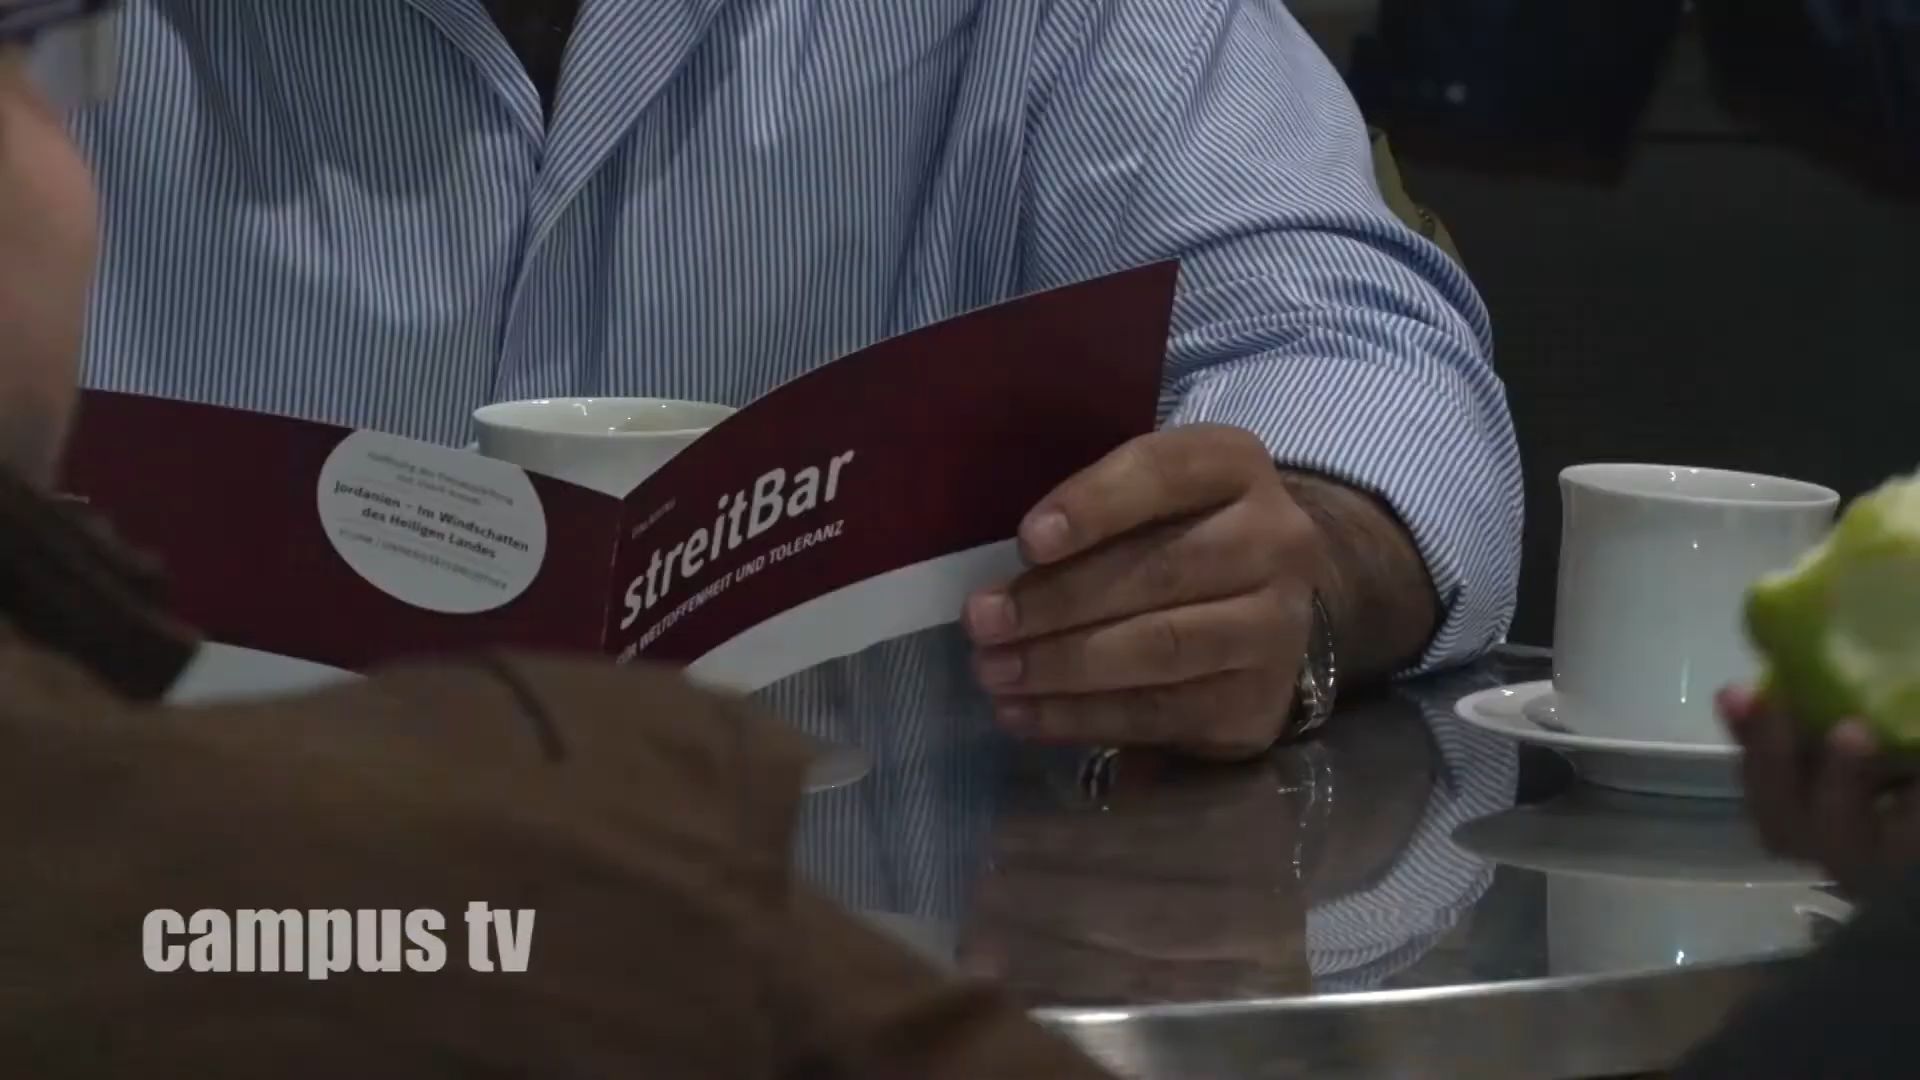 Jordanien – Im Windschatten
des Heiligen Landes
streitBar
FÜR WELTOFFENHEIT UND TOLERANZ
campus tv